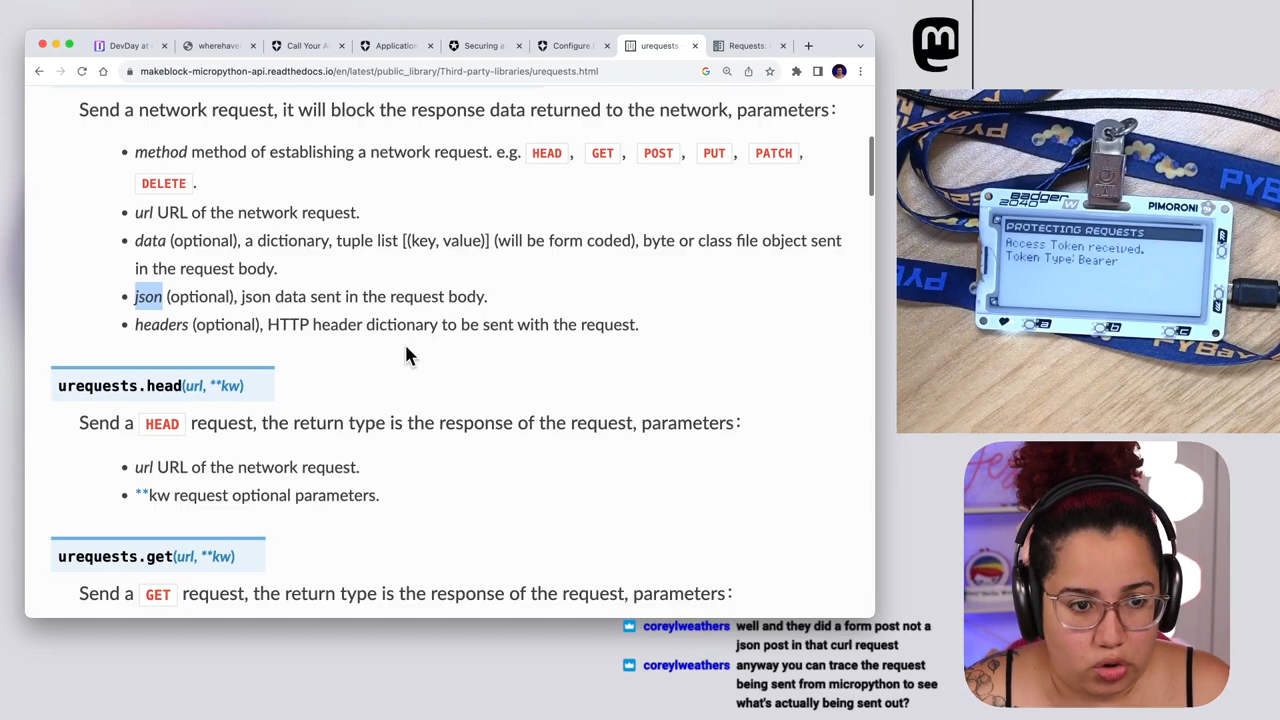 DevDay at
wherehave
Call Your A
Application
Securing a
Configure
urequests
Requests:
makeblock-micropython-api.readthedocs.io/en/latest/public_library/Third-party-libraries/urequests.html
Send a network request, it will block the response data returned to the network, parameters：
• method method of establishing a network request. e.g. HEAD , GET , POST , PUT , PATCH ,
DELETE .
• url URL of the network request.
• data (optional), a dictionary, tuple list [(key, value)] (will be form coded), byte or class file object sent
in the request body.
• json (optional), json data sent in the request body.
• headers (optional), HTTP header dictionary to be sent with the request.
urequests.head(url, **kw)
Send a HEAD request, the return type is the response of the request, parameters：
• url URL of the network request.
• **kw request optional parameters.
urequests.get(url, **kw)
Send a GET request, the return type is the response of the request, parameters：
PYBAY
PYB
Badger
2040 W
PIMORONI
PROTECTING REQUESTS
Access Token received.
Token Type: Bearer
a
b
c
PYBAY
coreylweathers well and they did a form post not a
json post in that curl request
coreylweathers anyway you can trace the request
being sent from micropython to see
what's actually being sent out?